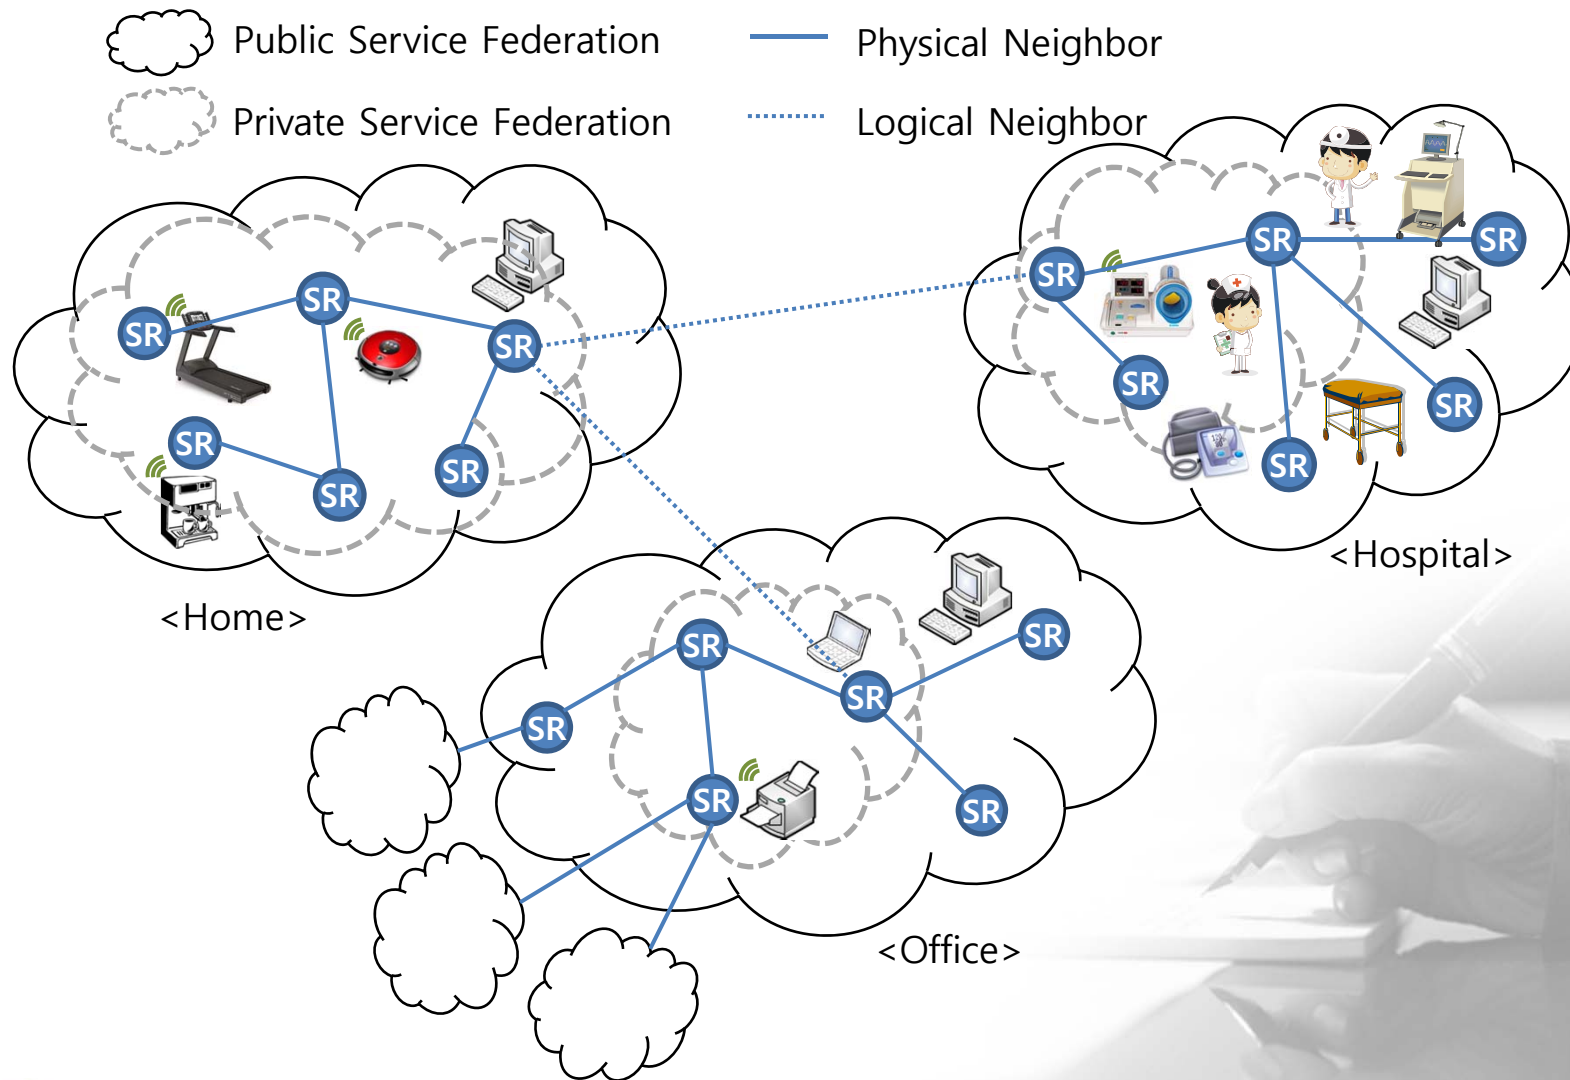 Public Service Federation
Physical Neighbor
Private Service Federation
Logical Neighbor
SR
SR
SR
SR
SR
SR
<Home>
SR
SR
SR
SR
SR
SR
<Hospital>
SR
SR
SR
SR
SR
SR
<Office>